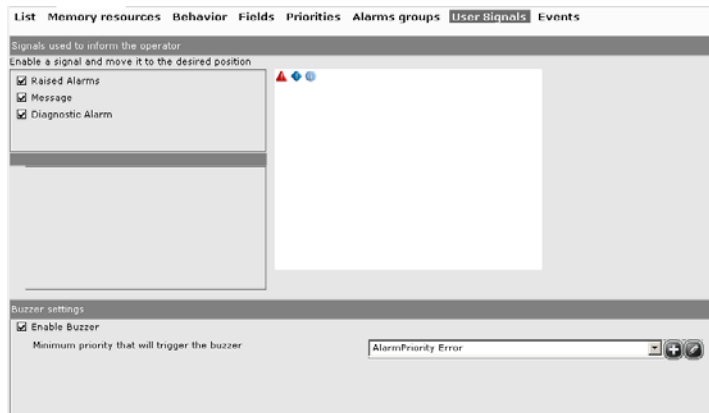 List Memory resources Behavior Fields Priorities Alarms groups User Signals Events
Signals used to inform the operator
Enable a signal and move it to the desired position
Raised Alarms
Message
Diagnostic Alarm
Buzzer settings
Enable Buzzer
Minimum priority that will trigger the buzzer
AlarmPriority Error